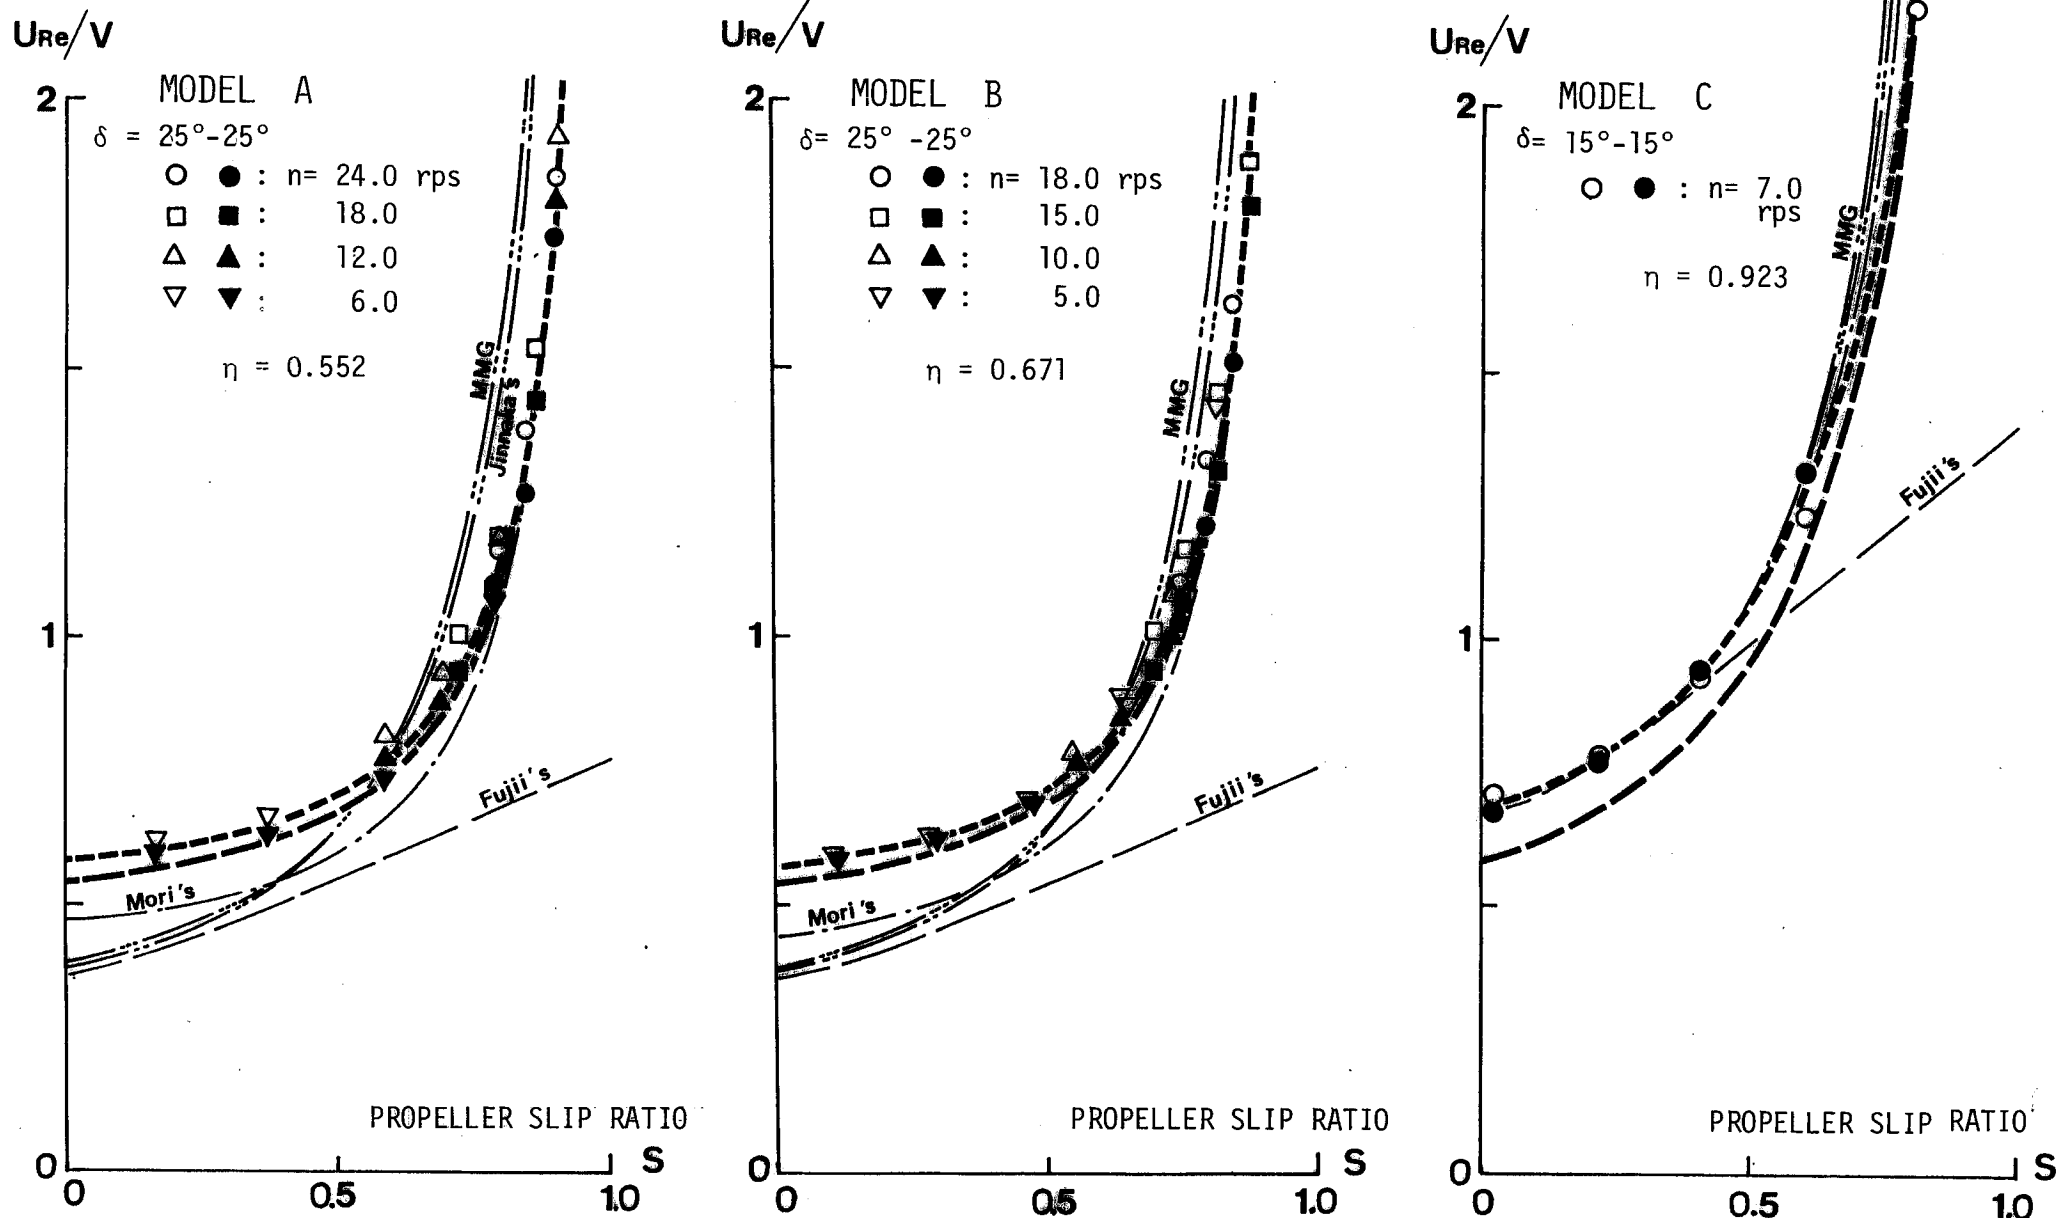 URe/V
MODEL A
2
δ = 25°-25°
○ ● : n= 24.0 rps
□ ■ : 18.0
△ ▲ : 12.0
▽ ▼ : 6.0
η = 0.552
MMG
Jinnaka's
1
Fujii's
Mori's
PROPELLER SLIP RATIO
0
S
0
0.5
1.0
URe/V
MODEL B
2
δ= 25° -25°
○ ● : n= 18.0 rps
□ ■ : 15.0
△ ▲ : 10.0
▽ ▼ : 5.0
η = 0.671
MMG
1
Fujii's
Mori's
PROPELLER SLIP RATIO
0
S
0
0.5
1.0
URe/V
MODEL C
2
δ= 15°-15°
○ ● : n= 7.0
rps
MMG
η = 0.923
Fujii's
1
PROPELLER SLIP RATIO
0
S
0
0.5
1.0